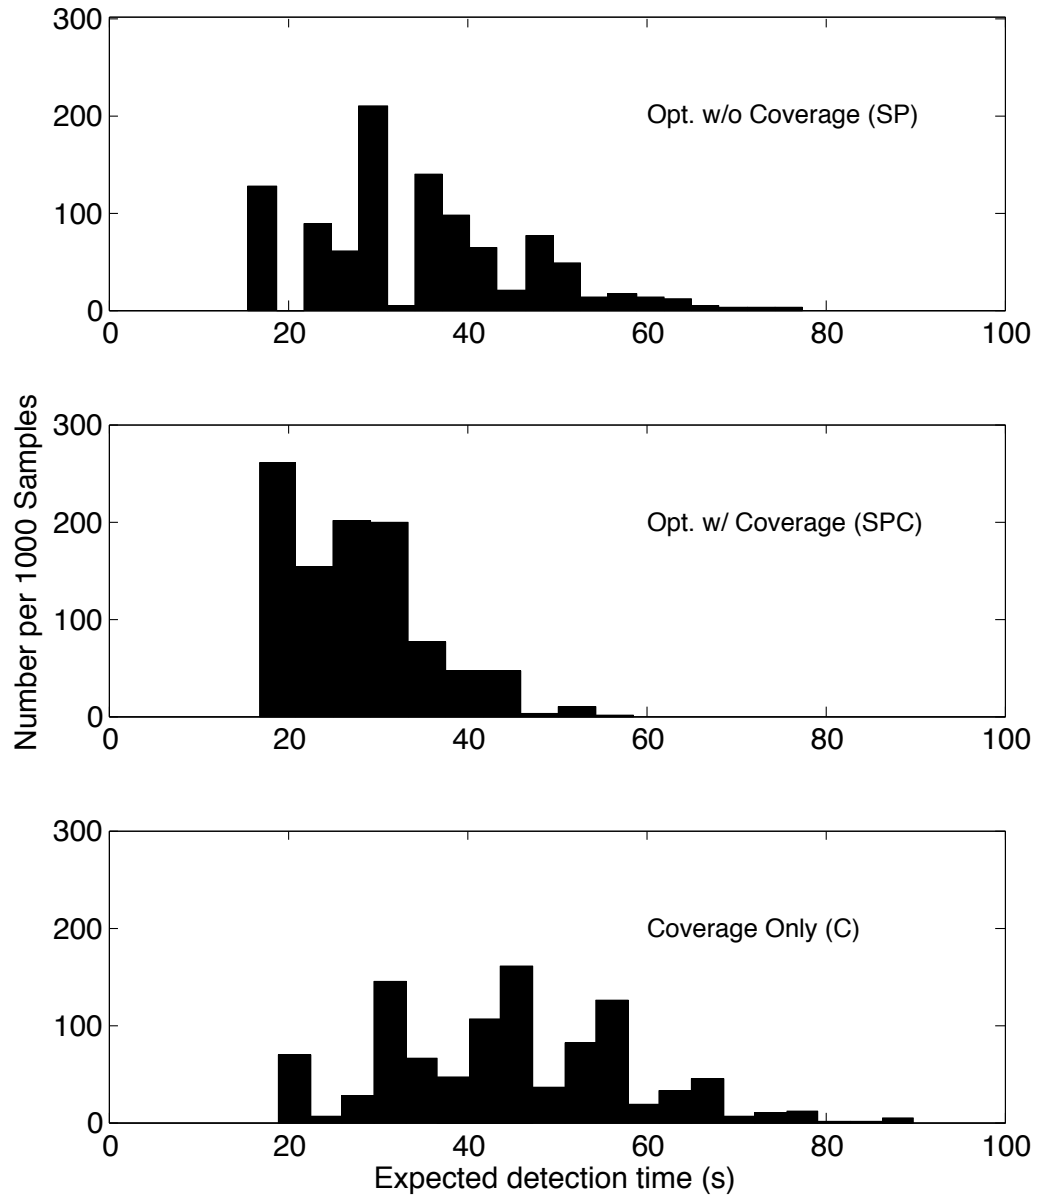 300
200
100
0
0 20 40 60 80 100
Opt. w/o Coverage (SP)
Number per 1000 Samples
300
200
100
0
0 20 40 60 80 100
Opt. w/ Coverage (SPC)
300
200
100
0
0 20 40 60 80 100
Coverage Only (C)
Expected detection time (s)